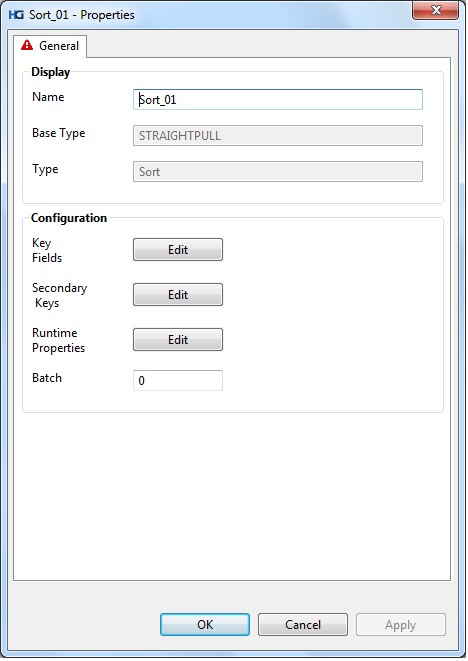 HG Sort_01 - Properties
General
Display
Name Sort_01
Base Type STRAIGHTPULL
Type Sort
Configuration
Key
Fields
Edit
Secondary
Keys
Edit
Runtime
Properties
Edit
Batch 0
OK Cancel Apply